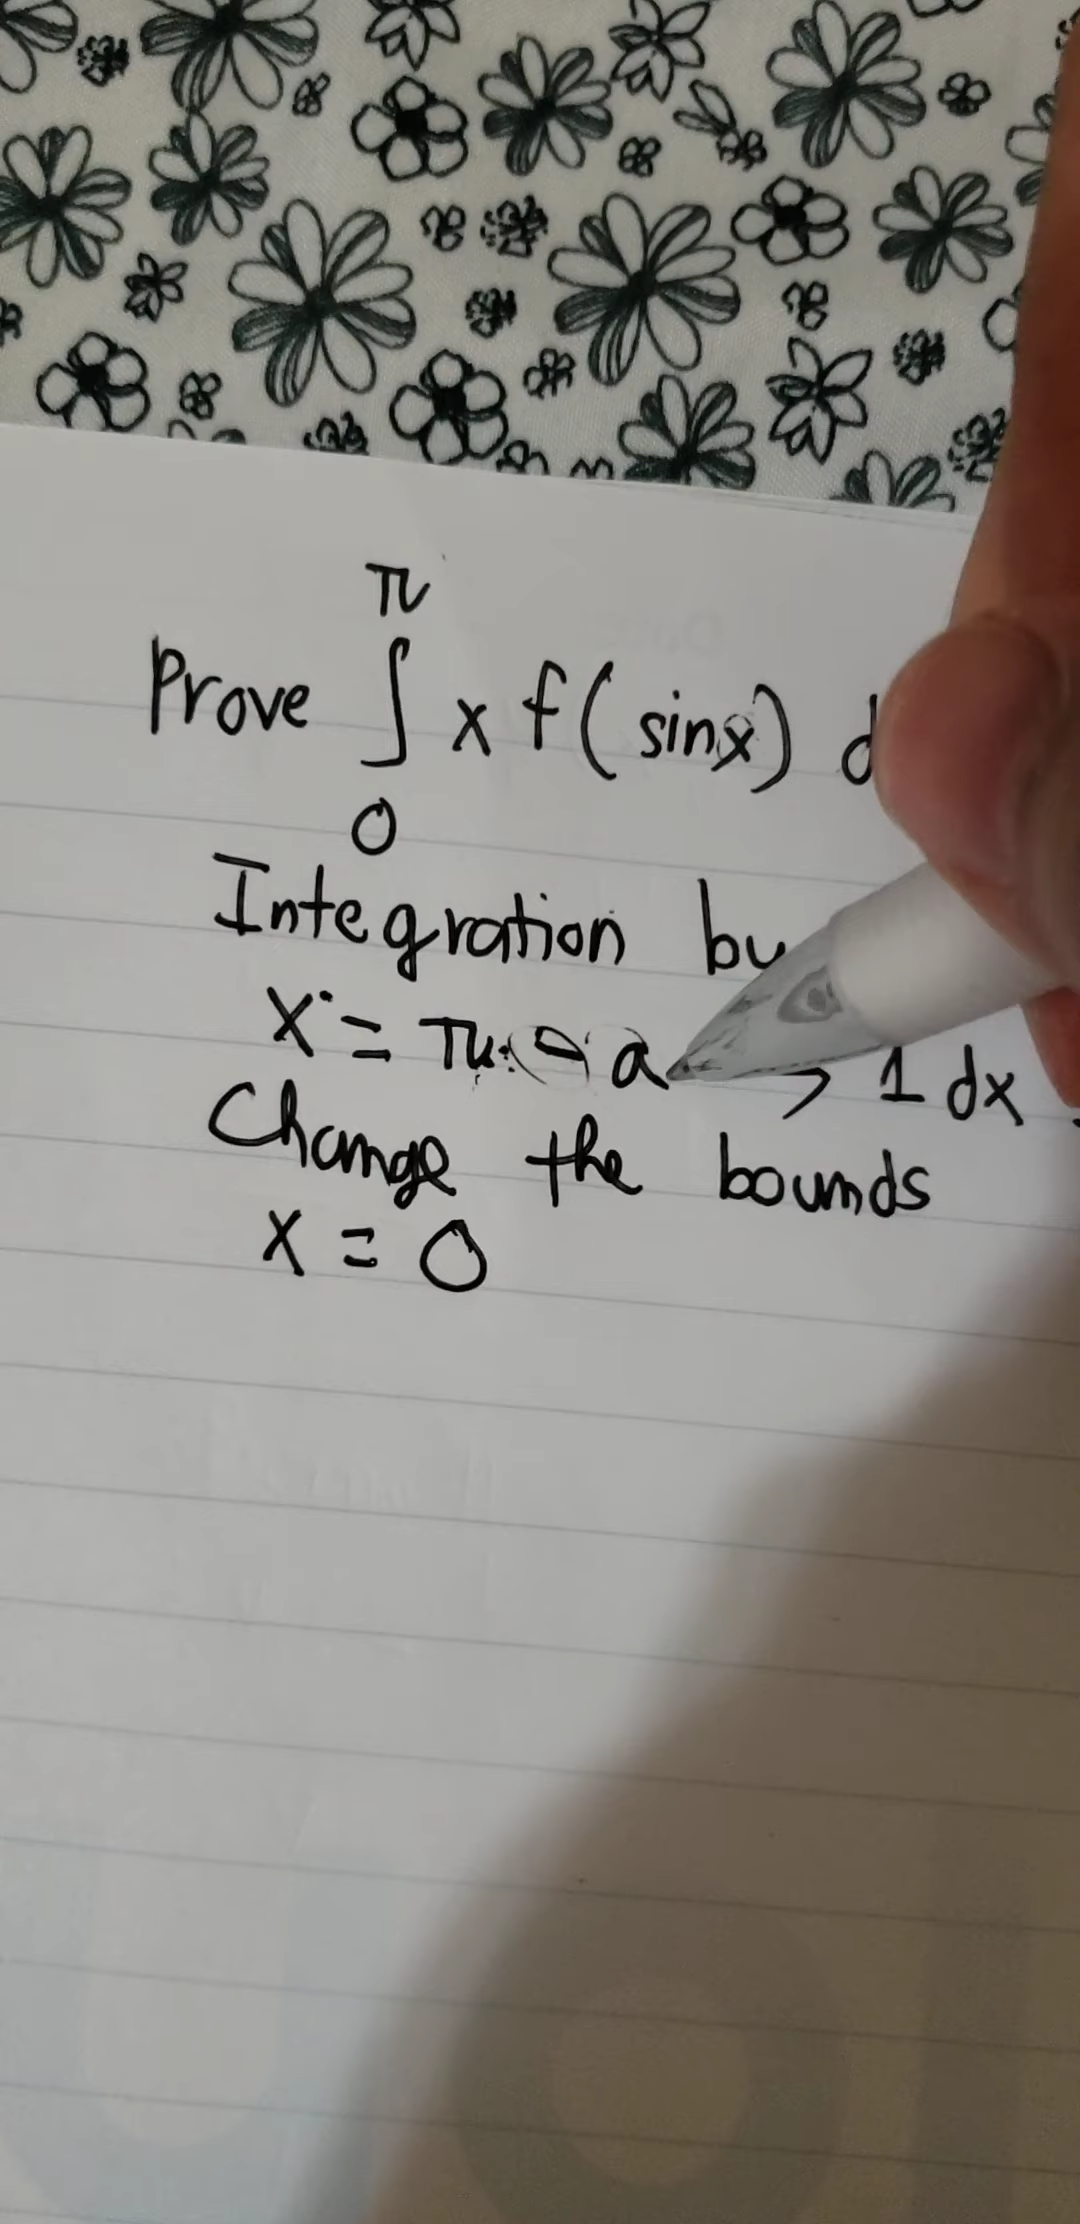 π
Prove ∫ x f( sinx) d
0
Integration by
x = π - a → 1 dx
Change the bounds
x = 0